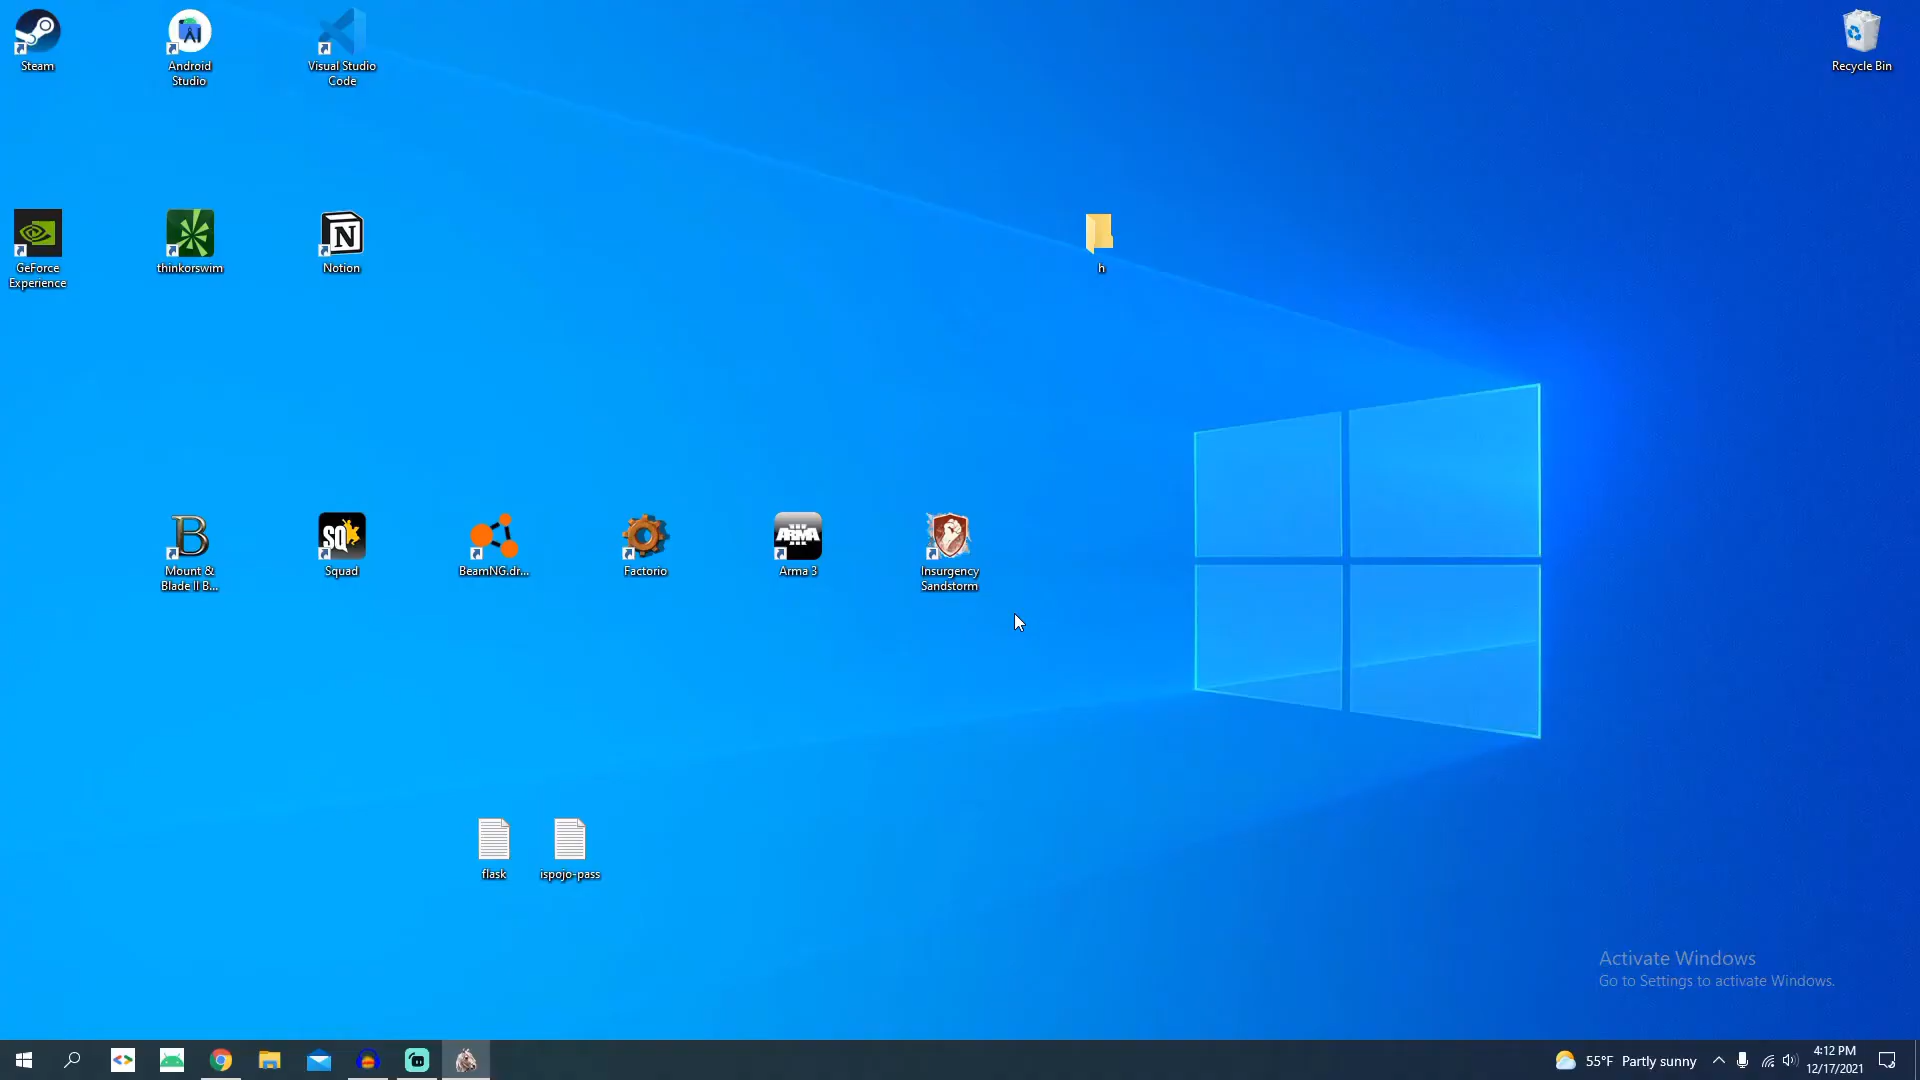 Steam
Android
Studio
Visual Studio
Code
Recycle Bin
GeForce
Experience
thinkorswim
N
Notion
h
B
Mount &
Blade II B...
SQ
Squad
BeamNG.dr...
Factorio
ARMA
Arma 3
Insurgency
Sandstorm
flask
ispojo-pass
Activate Windows
Go to Settings to activate Windows.
55°F Partly sunny
4:12 PM
12/17/2021